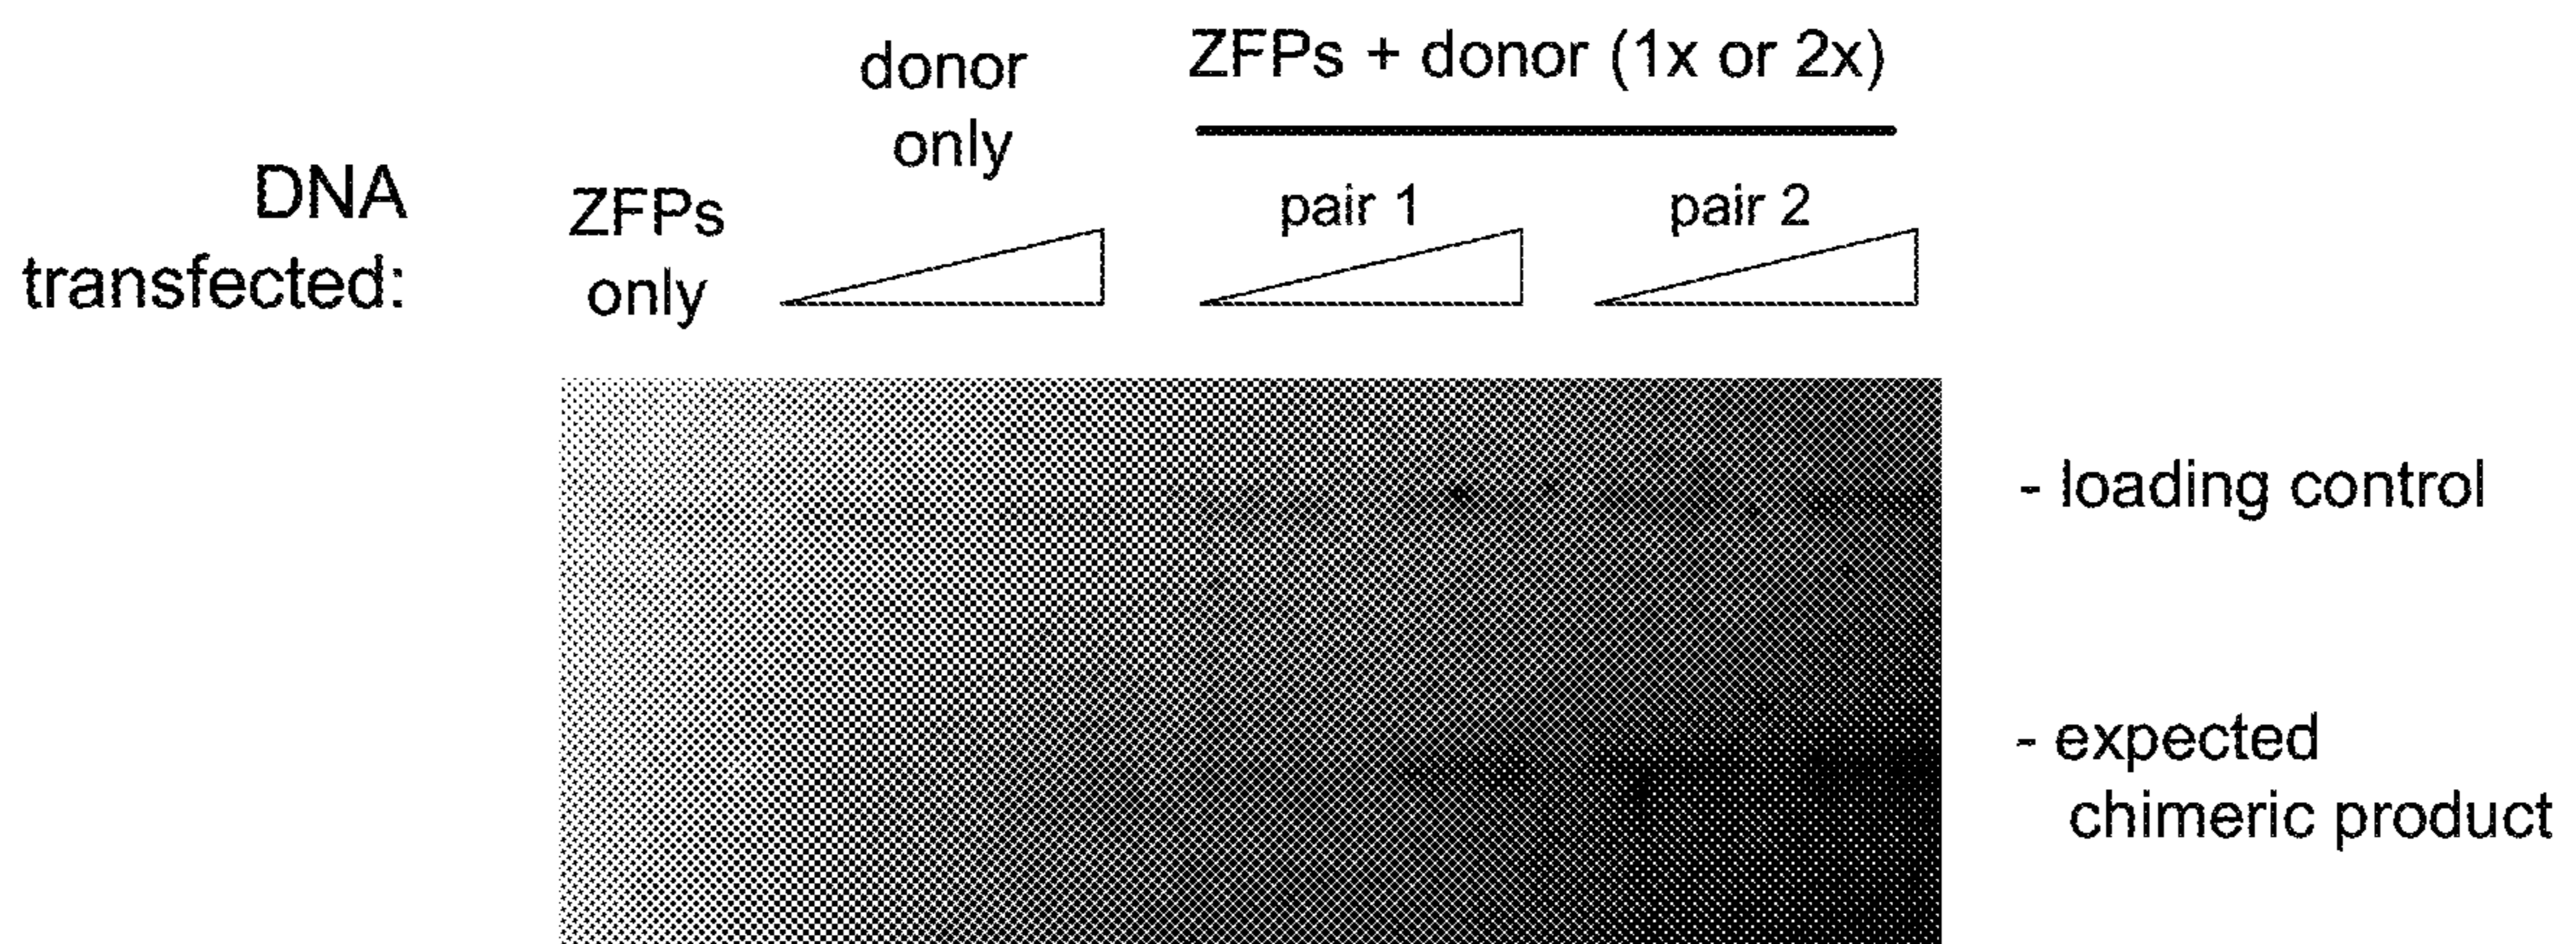 DNA
transfected:
ZFPs
only
donor
only
ZFPs + donor (1x or 2x)
pair 1
pair 2
- loading control
- expected
chimeric product